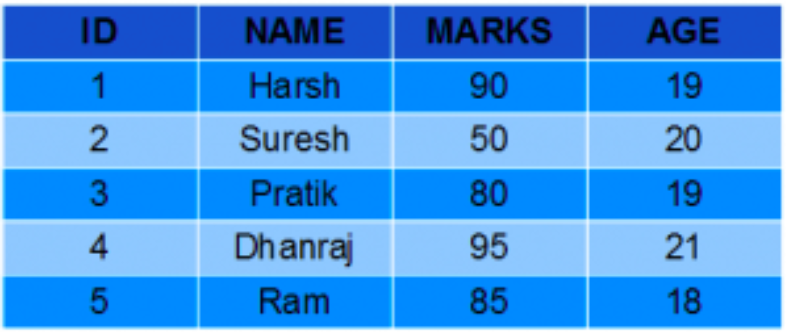 ID NAME MARKS AGE
1 Harsh 90 19
2 Suresh 50 20
3 Pratik 80 19
4 Dhanraj 95 21
5 Ram 85 18